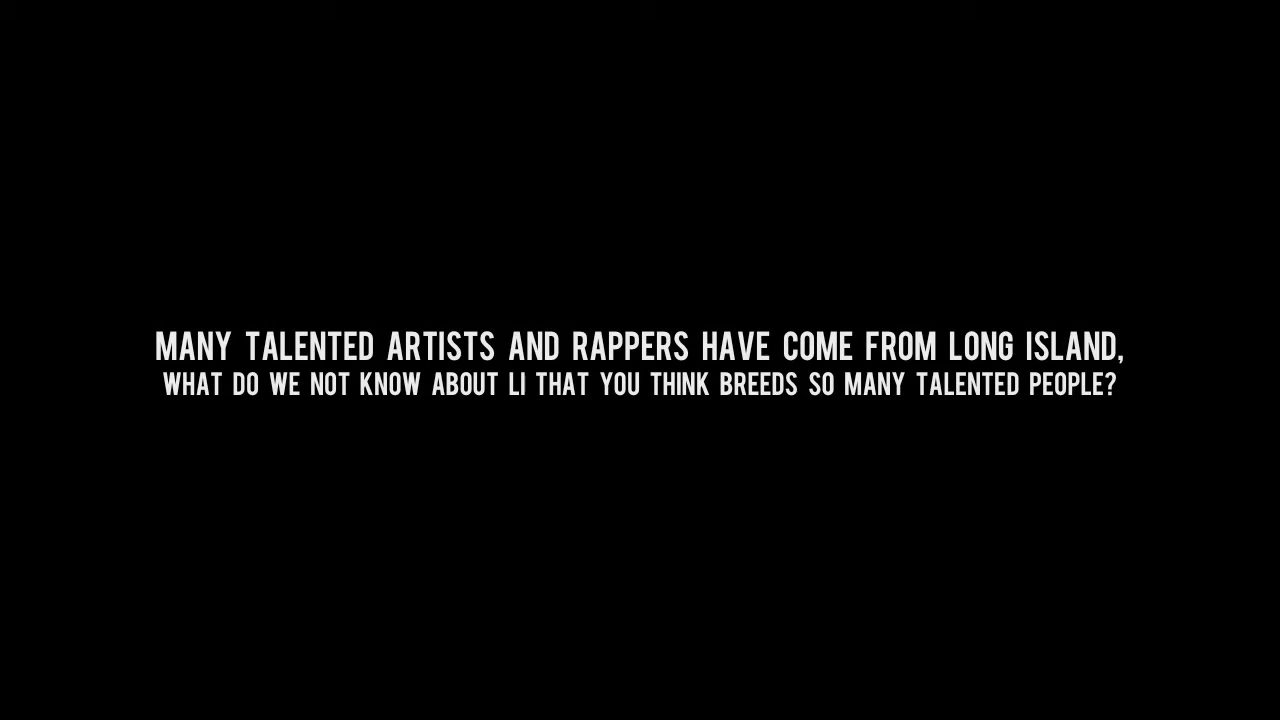 MANY TALENTED ARTISTS AND RAPPERS HAVE COME FROM LONG ISLAND,
WHAT DO WE NOT KNOW ABOUT LI THAT YOU THINK BREEDS SO MANY TALENTED PEOPLE?